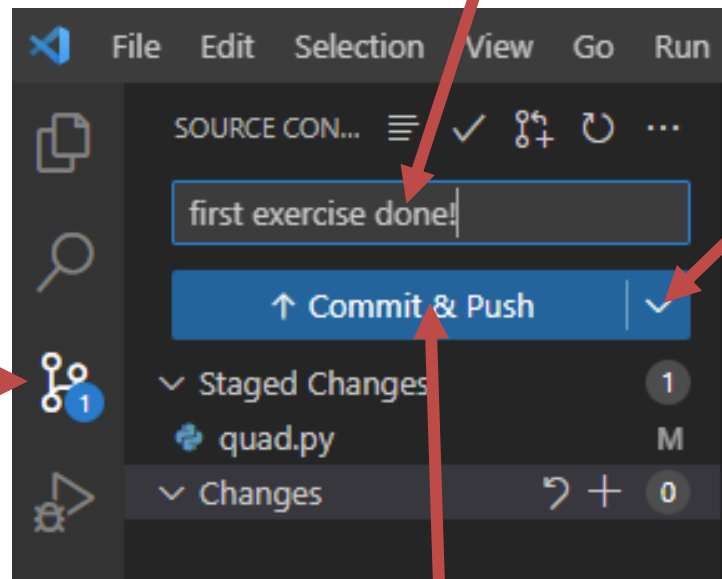 File Edit Selection View Go Run
SOURCE CON...
first exercise done!
Commit & Push
Staged Changes 1
quad.py M
1
Changes 0